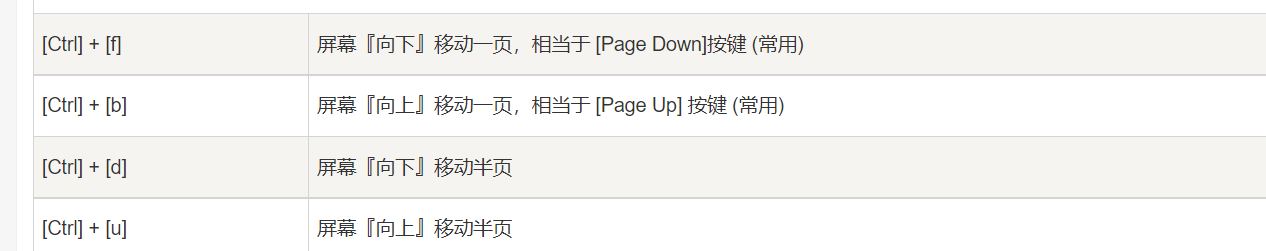 [Ctrl] + [f] 屏幕『向下』移动一页，相当于 [Page Down]按键 (常用)
[Ctrl] + [b] 屏幕『向上』移动一页，相当于 [Page Up] 按键 (常用)
[Ctrl] + [d] 屏幕『向下』移动半页
[Ctrl] + [u] 屏幕『向上』移动半页